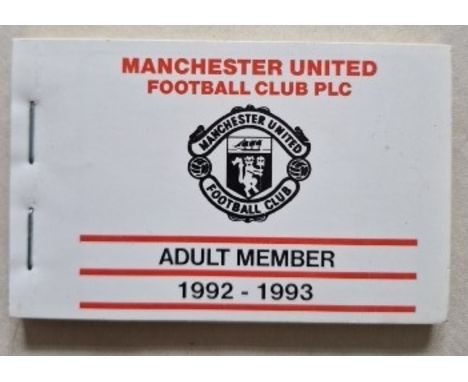 MANCHESTER UNITED
FOOTBALL CLUB PLC
MANCHESTER UNITED
FOOTBALL CLUB
ADULT MEMBER
1992 - 1993